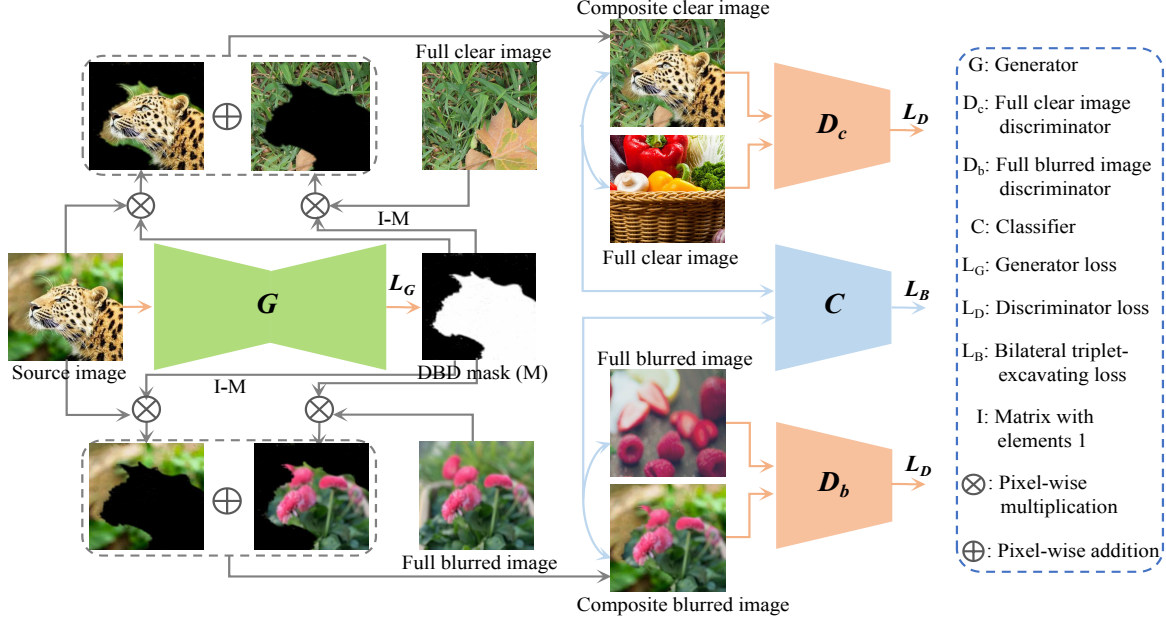 Composite clear image
Full clear image
I-M
G
L_G
Source image
DBD mask (M)
I-M
Full blurred image
Full clear image
D_c
L_D
C
L_B
Full blurred image
D_b
L_D
Composite blurred image
G: Generator
D_c: Full clear image
discriminator
D_b: Full blurred image
discriminator
C: Classifier
L_G: Generator loss
L_D: Discriminator loss
L_B: Bilateral triplet-
excavating loss
I: Matrix with
elements 1
⊗: Pixel-wise
multiplication
⊕: Pixel-wise addition